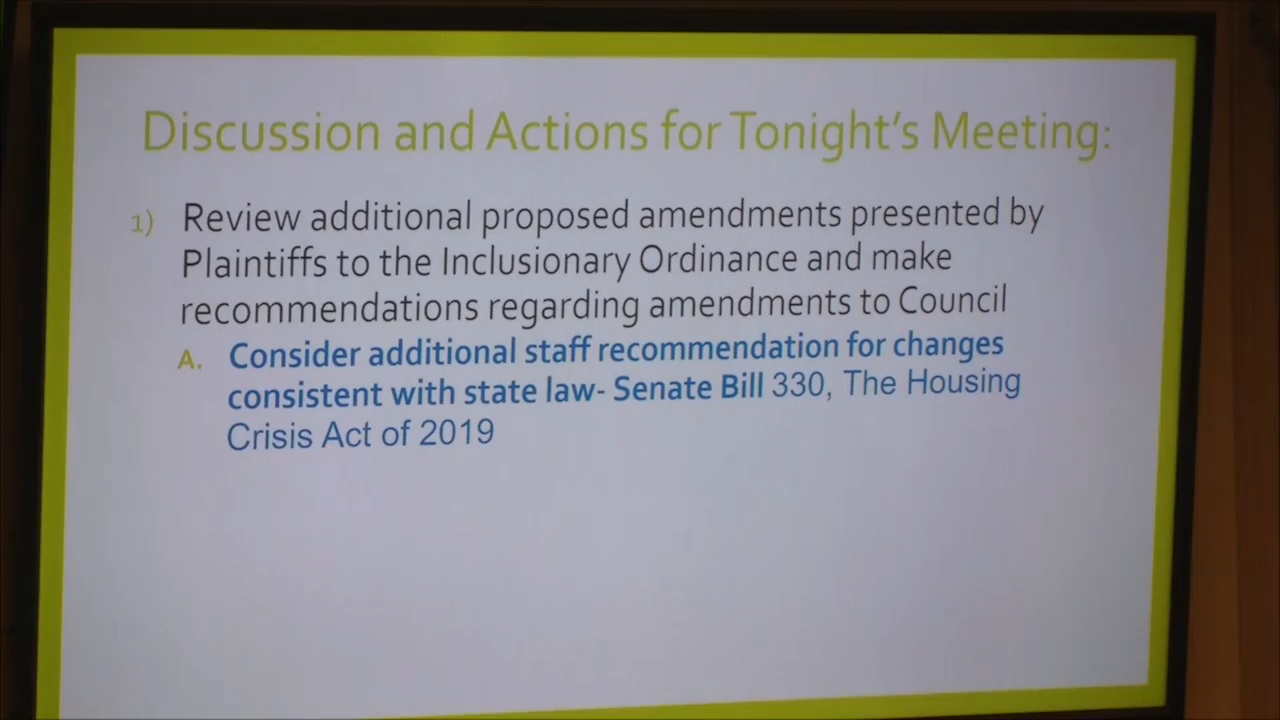 Discussion and Actions for Tonight's Meeting:
1) Review additional proposed amendments presented by
Plaintiffs to the Inclusionary Ordinance and make
recommendations regarding amendments to Council
A. Consider additional staff recommendation for changes
consistent with state law- Senate Bill 330, The Housing
Crisis Act of 2019